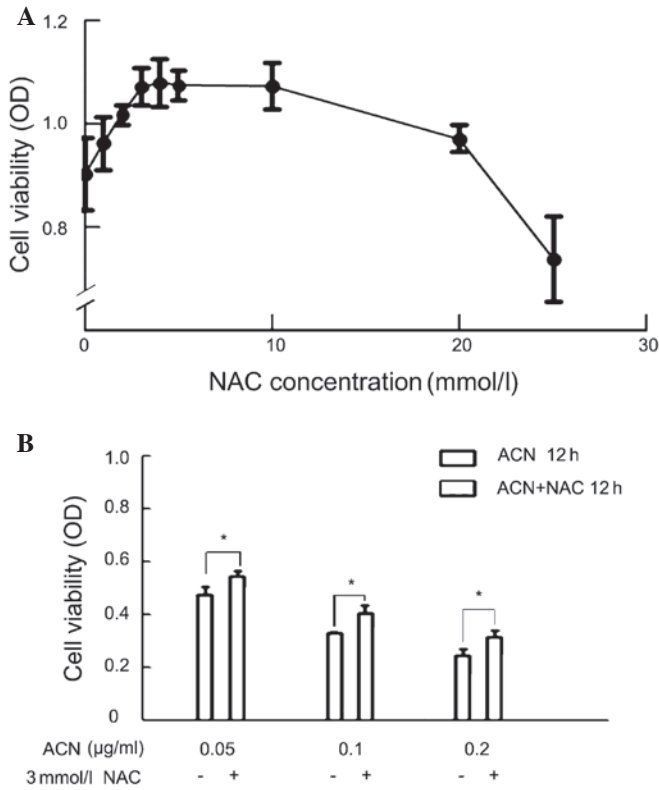 A
Cell viability (OD)
1.2
1.0
0.8
0 10 20 30
NAC concentration (mmol/l)
B
Cell viability (OD)
1.0
0.8
0.6
0.4
0.2
0
ACN 12 h
ACN+NAC 12 h
* * *
ACN (µg/ml) 0.05 0.1 0.2
3 mmol/l NAC - + - + - +